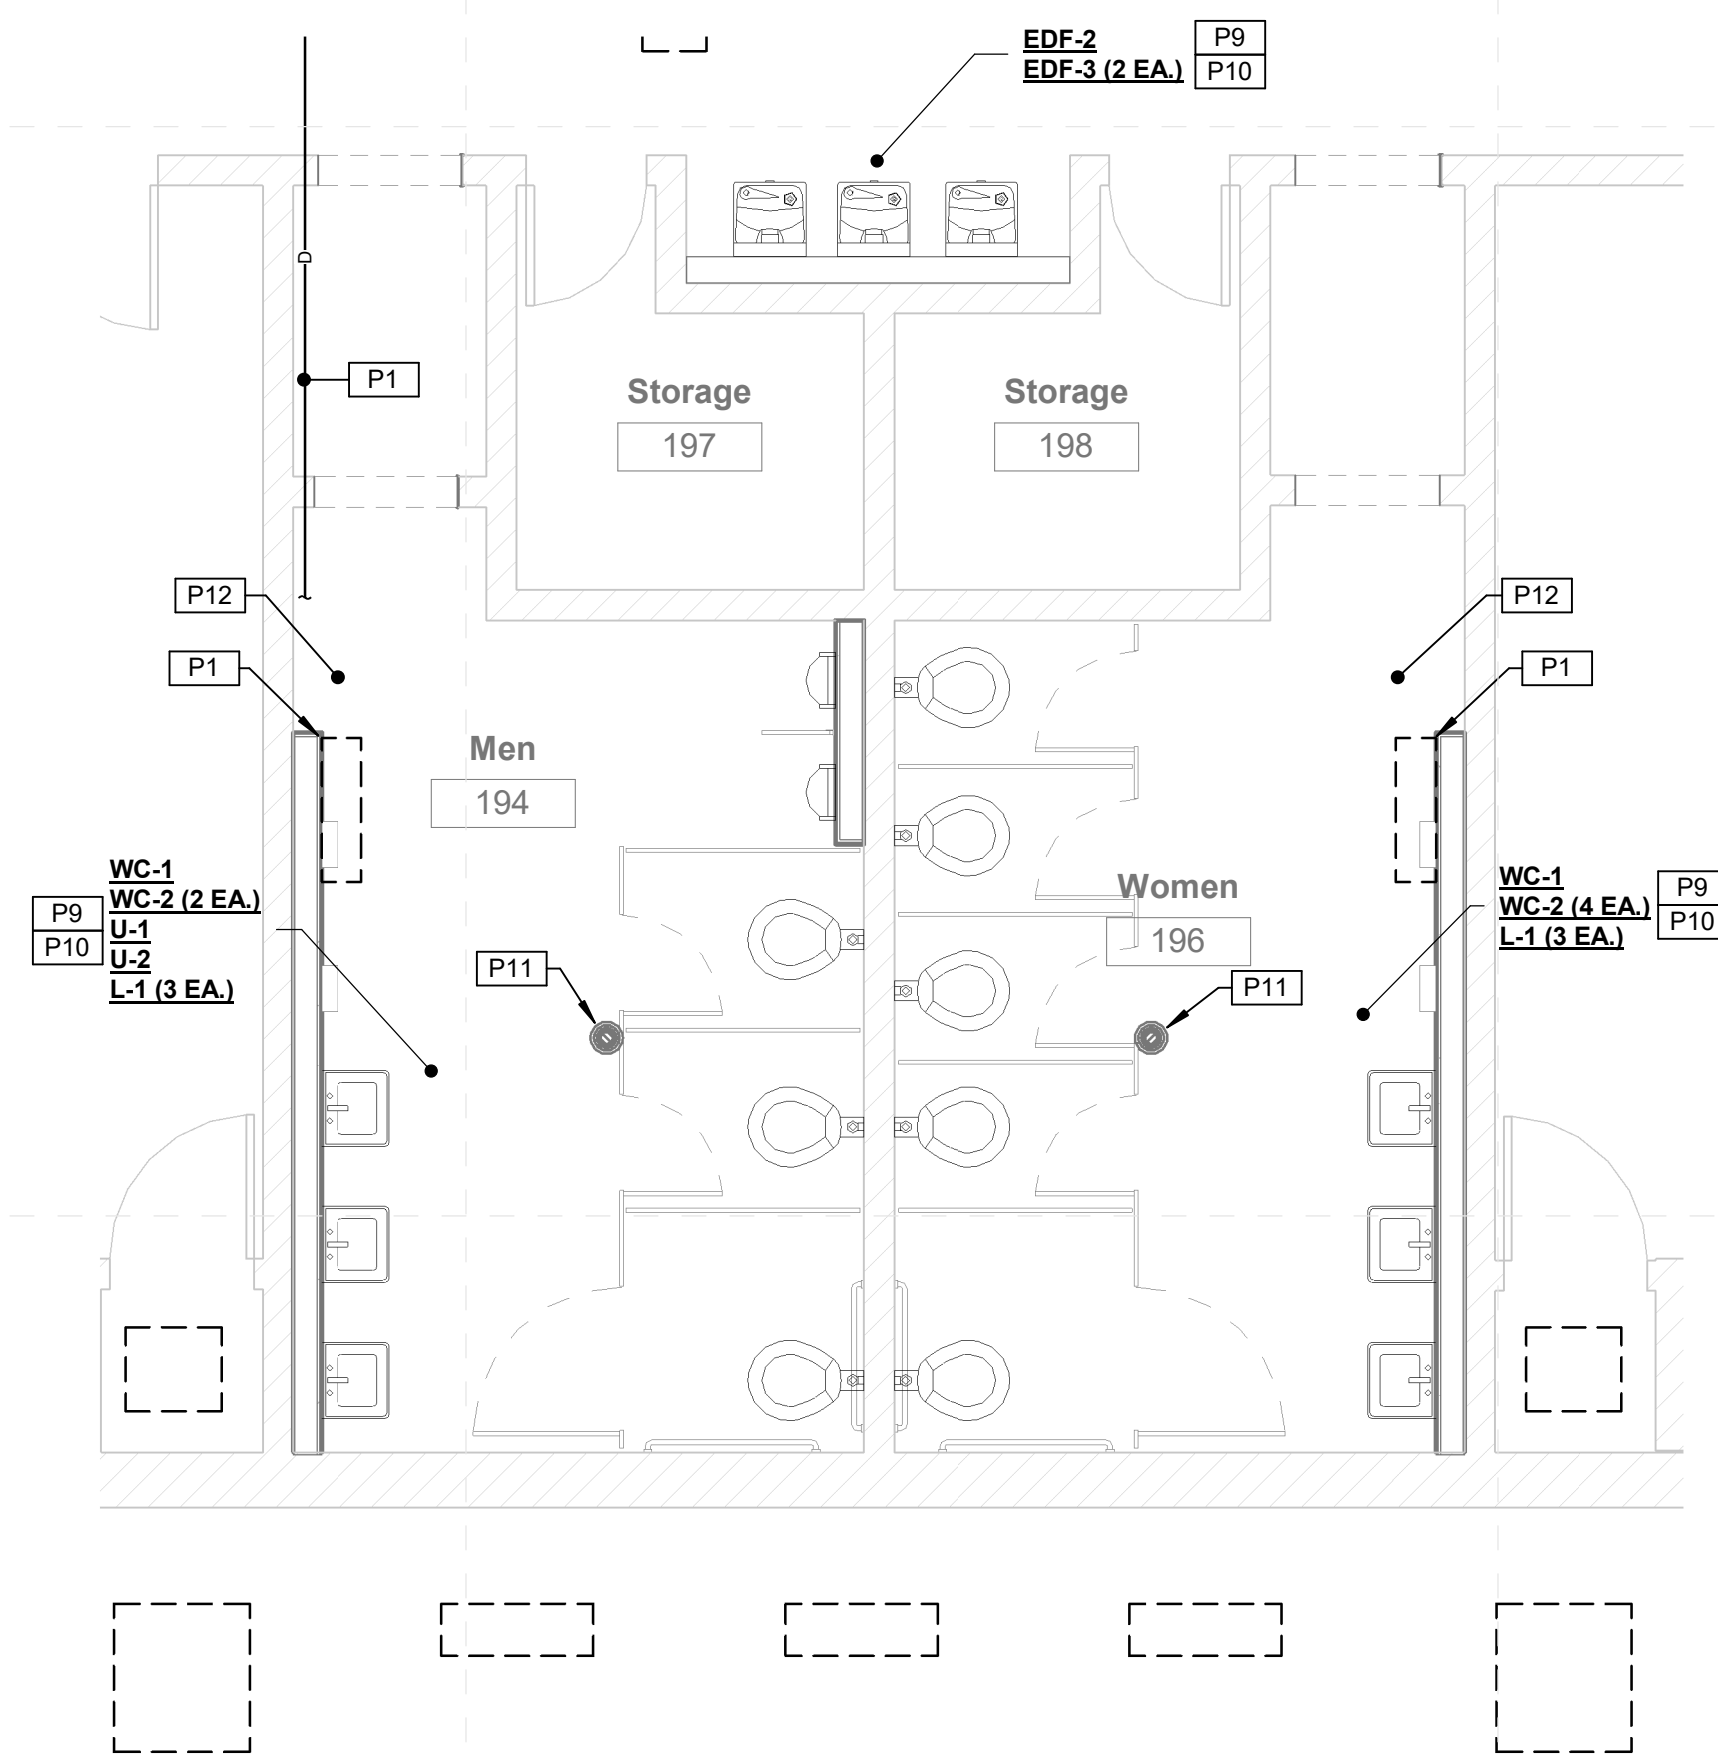 EDF-2
EDF-3 (2 EA.)
P9
P10
D
P1
Storage
197
Storage
198
P12
P12
P1
P1
Men
194
WC-1
WC-2 (2 EA.)
U-1
U-2
L-1 (3 EA.)
P9
P10
Women
196
WC-1
WC-2 (4 EA.)
L-1 (3 EA.)
P9
P10
P11
P11